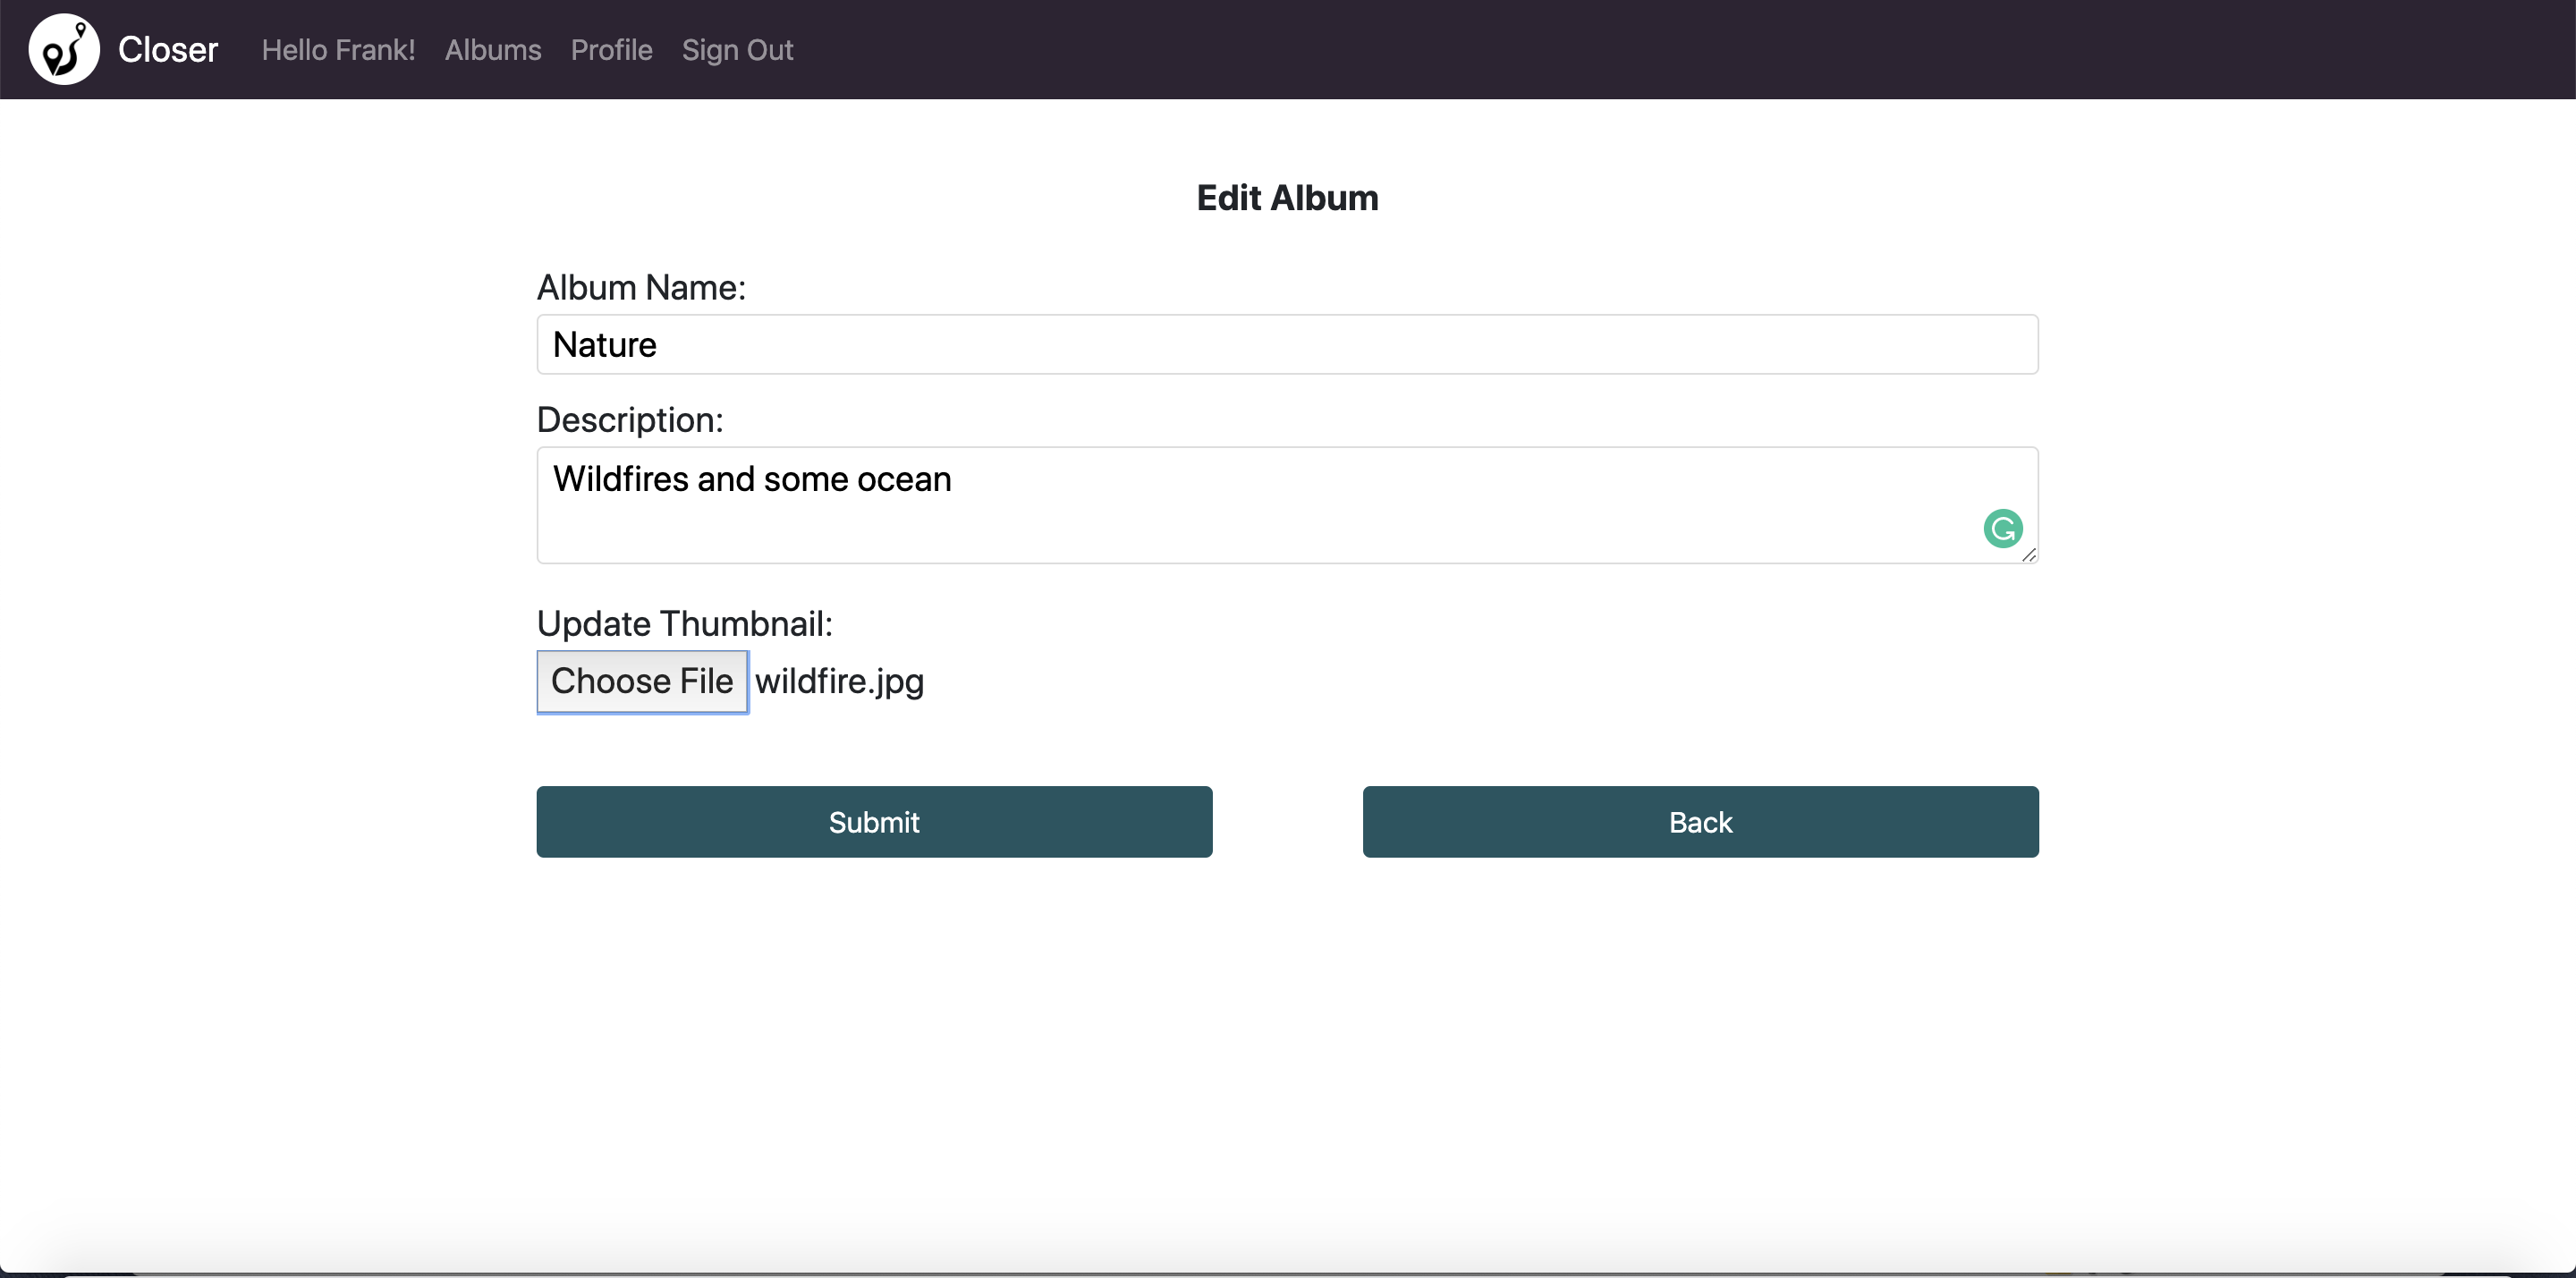 Closer Hello Frank! Albums Profile Sign Out
Edit Album
Album Name:
Nature
Description:
Wildfires and some ocean
Update Thumbnail:
Choose File wildfire.jpg
Submit Back